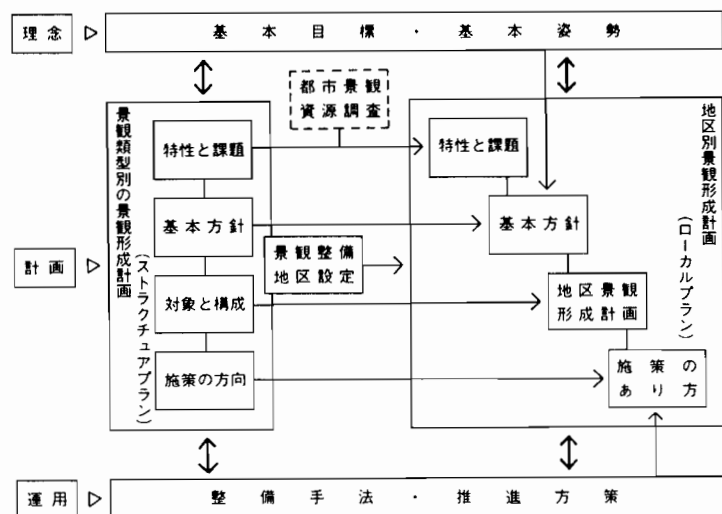 理念
基本目標・基本姿勢
都市景観
資源調査
景観類型別の景観形成計画
(ストラクチュアプラン)
特性と課題
基本方針
対象と構成
施策の方向
計画
景観整備
地区設定
地区別景観形成計画
(ローカルプラン)
特性と課題
基本方針
地区景観
形成計画
施策の
あり方
運用
整備手法・推進方策